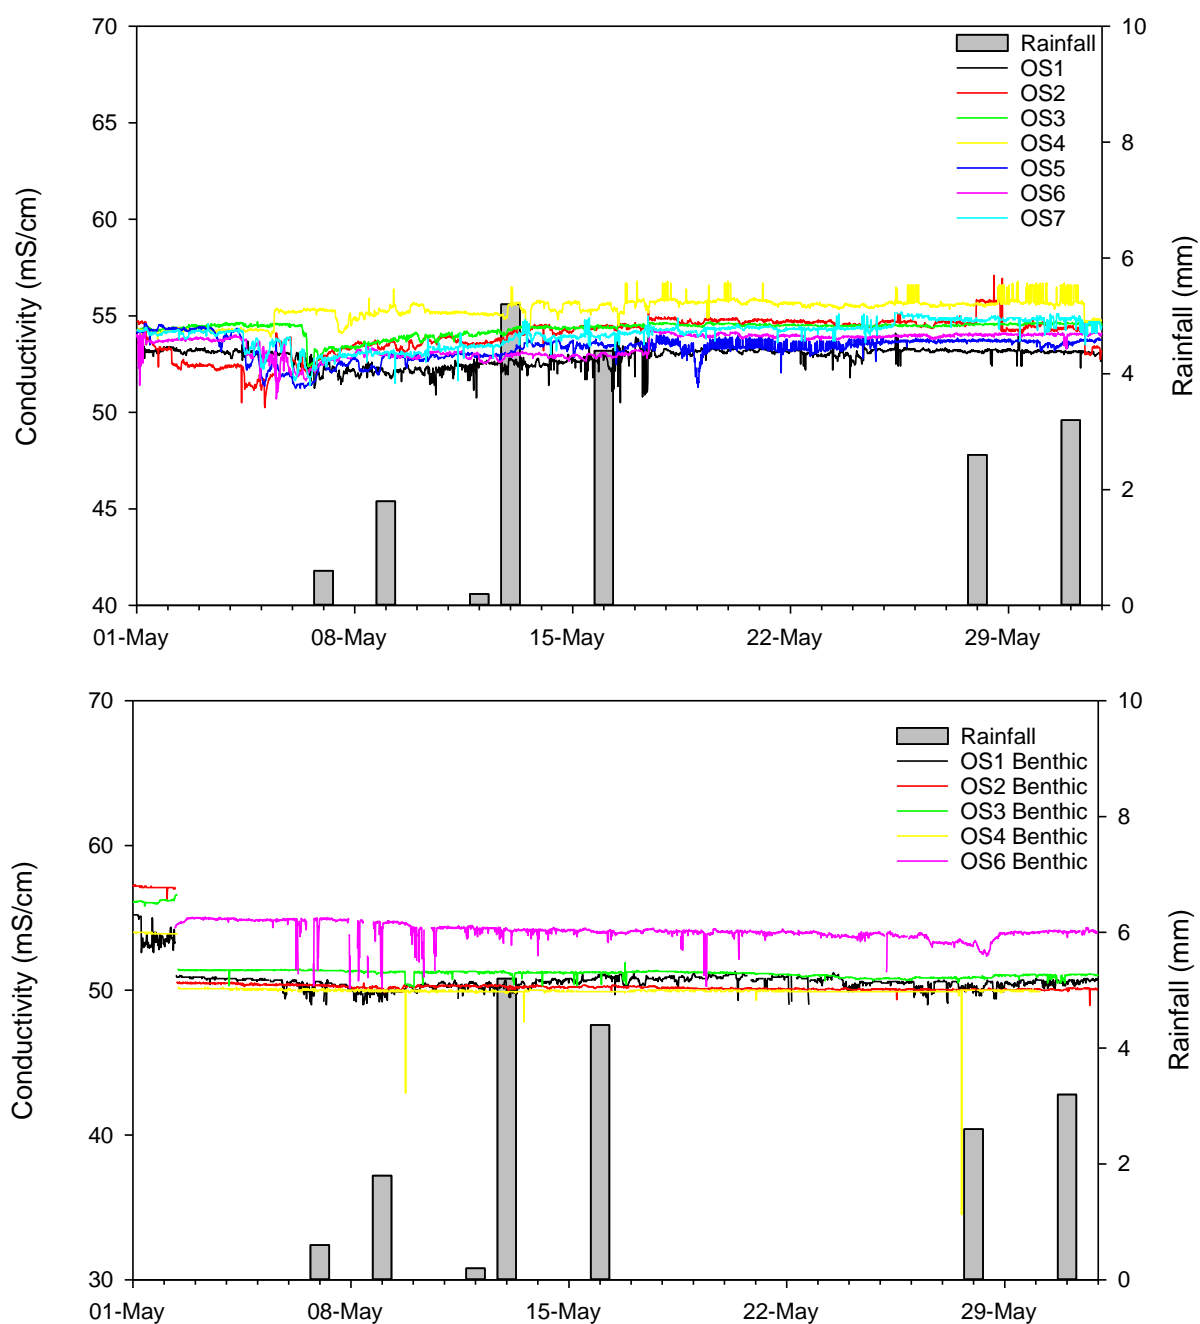 70
65
60
55
50
45
40
Conductivity (mS/cm)
10
8
6
4
2
0
Rainfall (mm)
Rainfall
OS1
OS2
OS3
OS4
OS5
OS6
OS7
01-May 08-May 15-May 22-May 29-May
70
60
50
40
30
Conductivity (mS/cm)
10
8
6
4
2
0
Rainfall (mm)
Rainfall
OS1 Benthic
OS2 Benthic
OS3 Benthic
OS4 Benthic
OS6 Benthic
01-May 08-May 15-May 22-May 29-May